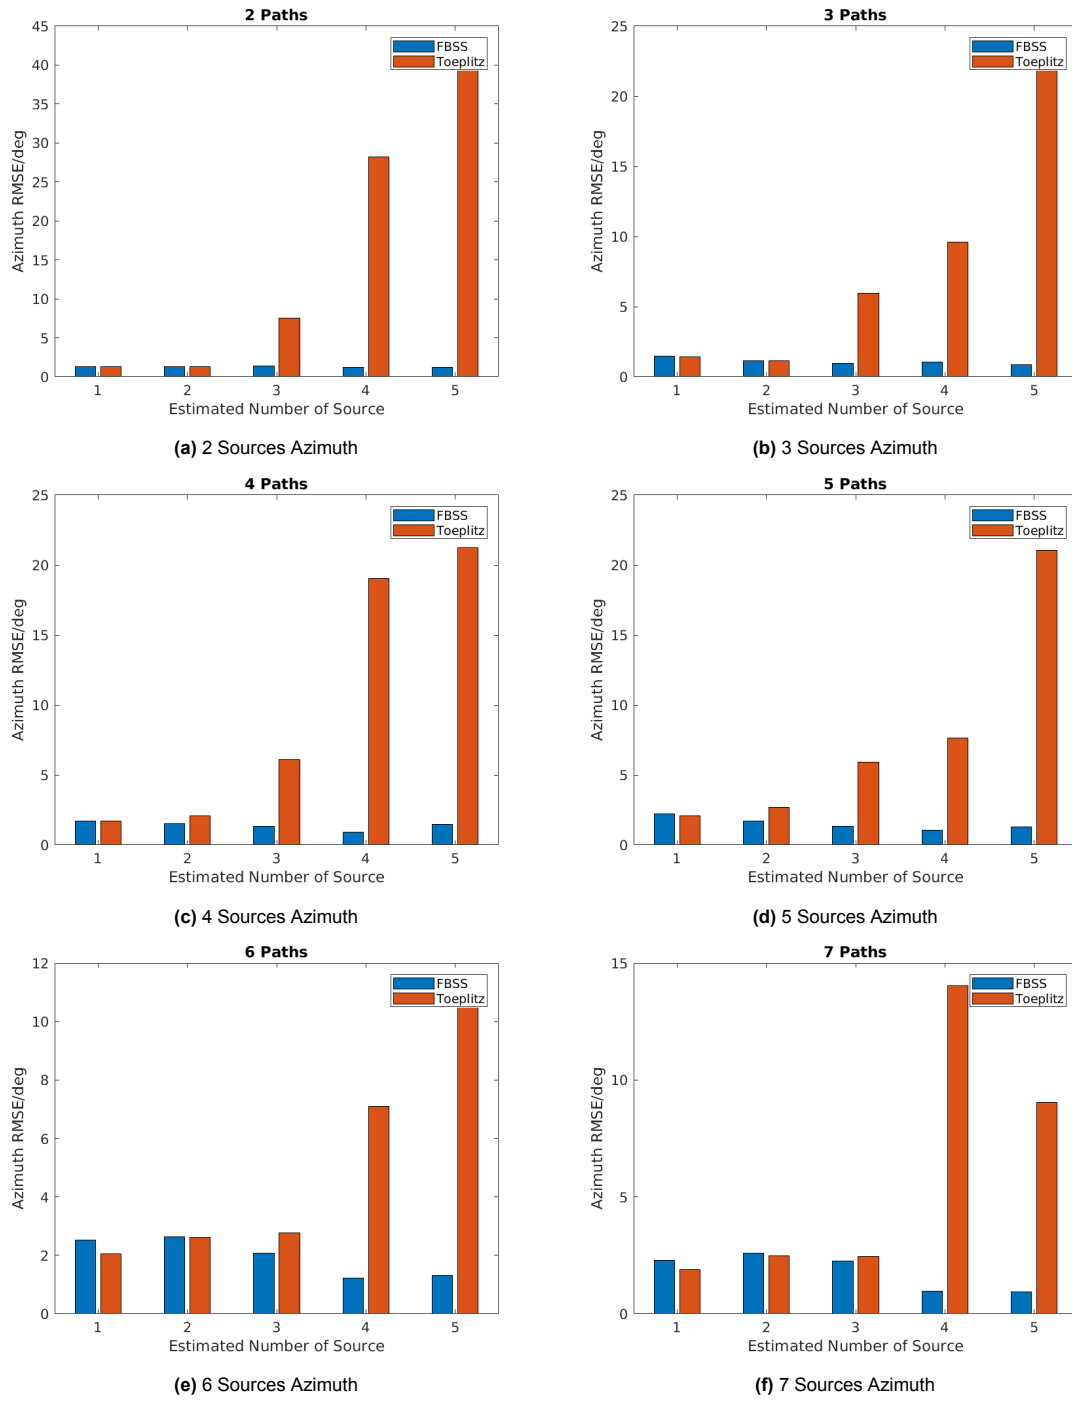 2 Paths
45
40
35
30
25
20
15
10
5
0
Azimuth RMSE/deg
FBSS
Toeplitz
1 2 3 4 5
Estimated Number of Source
(a) 2 Sources Azimuth
3 Paths
25
20
15
10
5
0
Azimuth RMSE/deg
FBSS
Toeplitz
1 2 3 4 5
Estimated Number of Source
(b) 3 Sources Azimuth
4 Paths
25
20
15
10
5
0
Azimuth RMSE/deg
FBSS
Toeplitz
1 2 3 4 5
Estimated Number of Source
(c) 4 Sources Azimuth
5 Paths
25
20
15
10
5
0
Azimuth RMSE/deg
FBSS
Toeplitz
1 2 3 4 5
Estimated Number of Source
(d) 5 Sources Azimuth
6 Paths
12
10
8
6
4
2
0
Azimuth RMSE/deg
FBSS
Toeplitz
1 2 3 4 5
Estimated Number of Source
(e) 6 Sources Azimuth
7 Paths
15
10
5
0
Azimuth RMSE/deg
FBSS
Toeplitz
1 2 3 4 5
Estimated Number of Source
(f) 7 Sources Azimuth